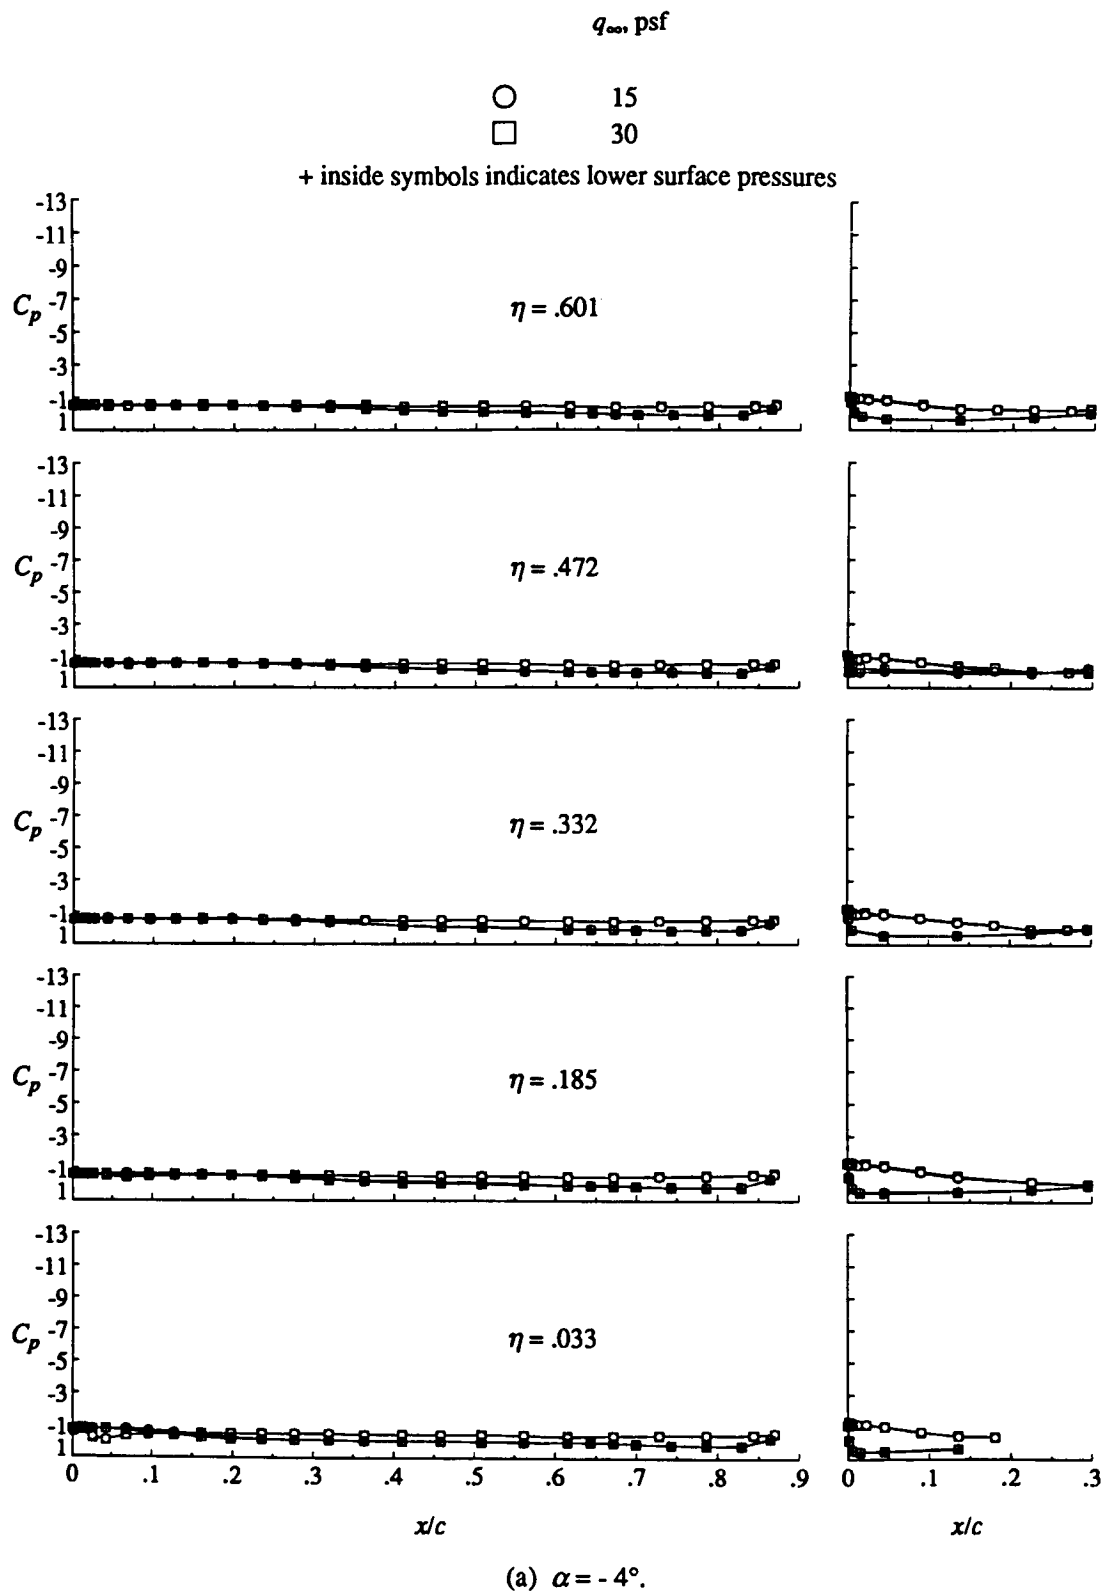 q∞, psf
15
30
+ inside symbols indicates lower surface pressures
-13
-11
-9
Cp -7
-5
-3
-1
1
η = .601
-13
-11
-9
Cp -7
-5
-3
-1
1
η = .472
-13
-11
-9
Cp -7
-5
-3
-1
1
η = .332
-13
-11
-9
Cp -7
-5
-3
-1
1
η = .185
-13
-11
-9
Cp -7
-5
-3
-1
1
η = .033
0 .1 .2 .3 .4 .5 .6 .7 .8 .9 0 .1 .2 .3
x/c x/c
(a) α = - 4°.